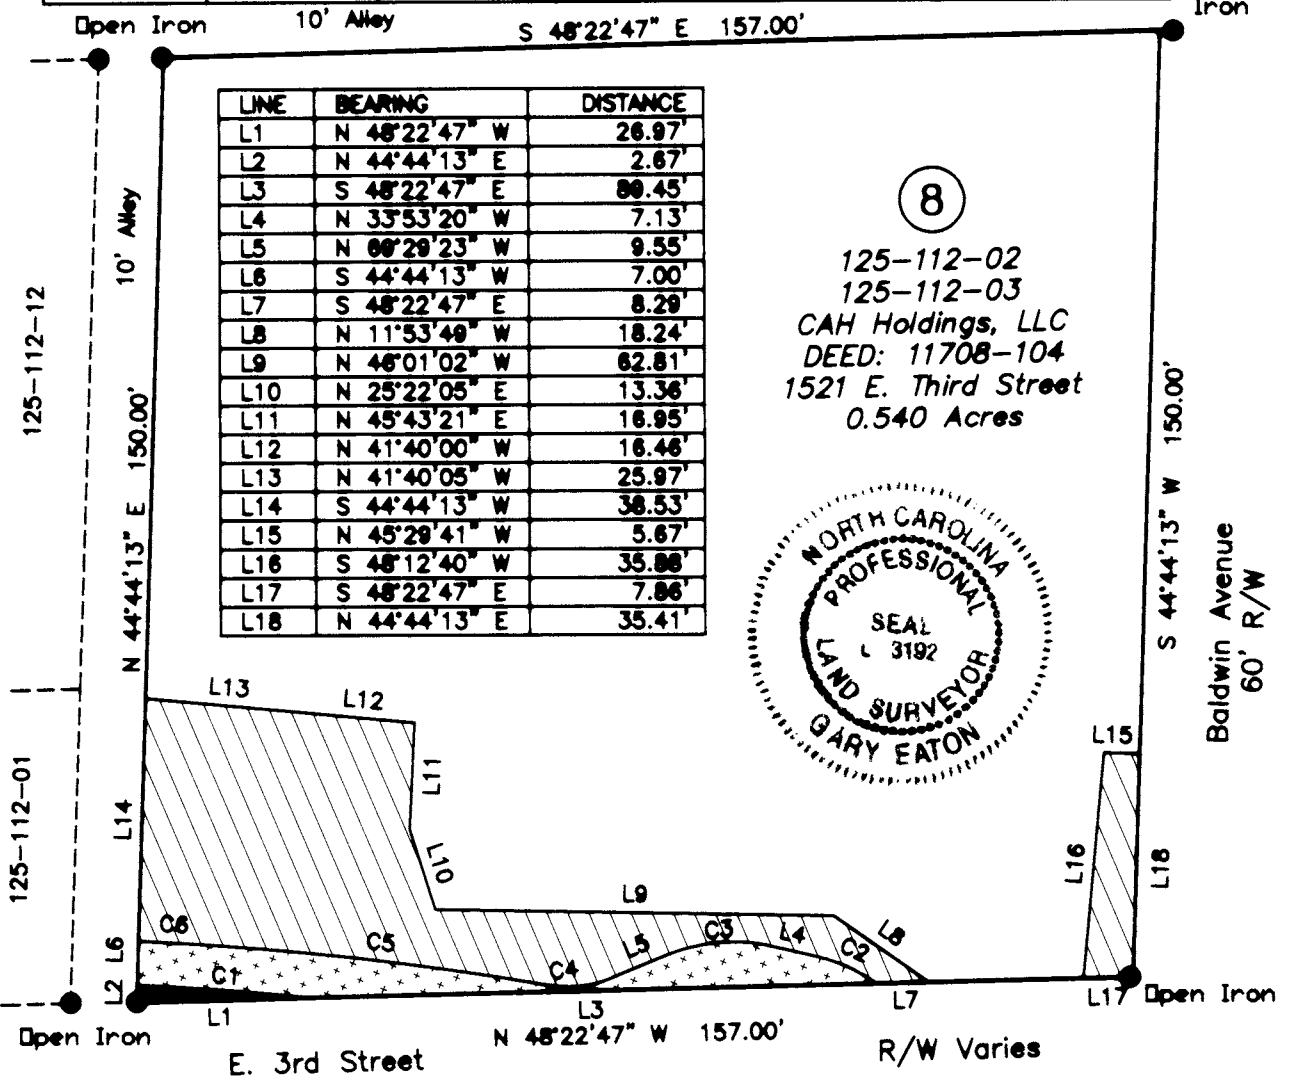 Iron
Open Iron
10' Alley
S 48°22'47" E 157.00'
LINE BEARING DISTANCE
L1 N 48°22'47" W 26.97'
L2 N 44°44'13" E 2.67'
L3 S 48°22'47" E 89.45'
L4 N 33°53'20" W 7.13'
L5 N 69°29'23" W 9.55'
L6 S 44°44'13" W 7.00'
L7 S 48°22'47" E 8.29'
L8 N 11°53'49" W 18.24'
L9 N 46°01'02" W 62.81'
L10 N 25°22'05" E 13.36'
L11 N 45°43'21" E 16.95'
L12 N 41°40'00" W 16.46'
L13 N 41°40'05" W 25.97'
L14 S 44°44'13" W 38.53'
L15 N 45°29'41" W 5.67'
L16 S 48°12'40" W 35.86'
L17 S 48°22'47" E 7.86'
L18 N 44°44'13" E 35.41'
8
125-112-02
125-112-03
CAH Holdings, LLC
DEED: 11708-104
1521 E. Third Street
0.540 Acres
10' Alley
125-112-12
N 44°44'13" E 150.00'
S 44°44'13" W 150.00'
Baldwin Avenue
60' R/W
NORTH CAROLINA
PROFESSIONAL
SEAL
3192
LAND SURVEYOR
GARY EATON
L13
L12
L11
L10
L14
L15
L16
L18
125-112-01
L9
C6
C5
L6
C1
L2
C4
L5
C3
L4
C2
L8
L1
L3
L7
L17
Open Iron
Open Iron
N 48°22'47" W 157.00'
E. 3rd Street
R/W Varies